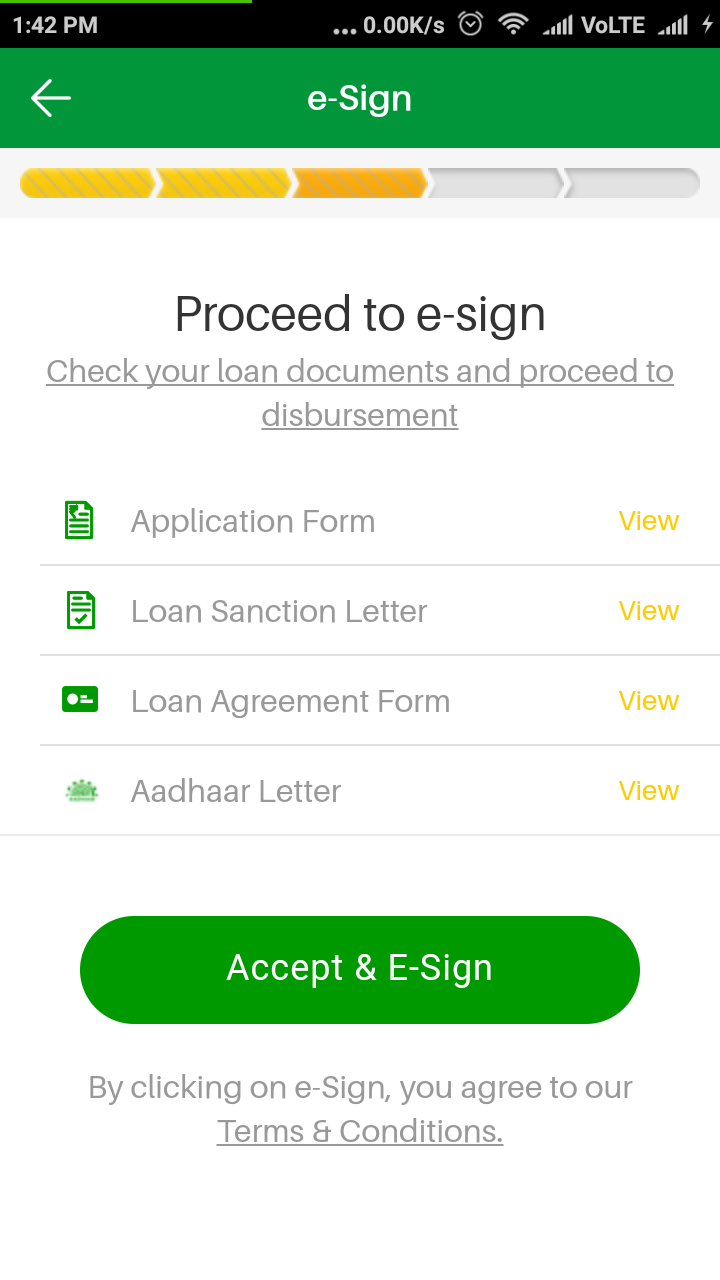 1:42 PM ... 0.00K/s VoLTE
e-Sign
Proceed to e-sign
Check your loan documents and proceed to
disbursement
Application Form View
Loan Sanction Letter View
Loan Agreement Form View
Aadhaar Letter View
Accept & E-Sign
By clicking on e-Sign, you agree to our
Terms & Conditions.